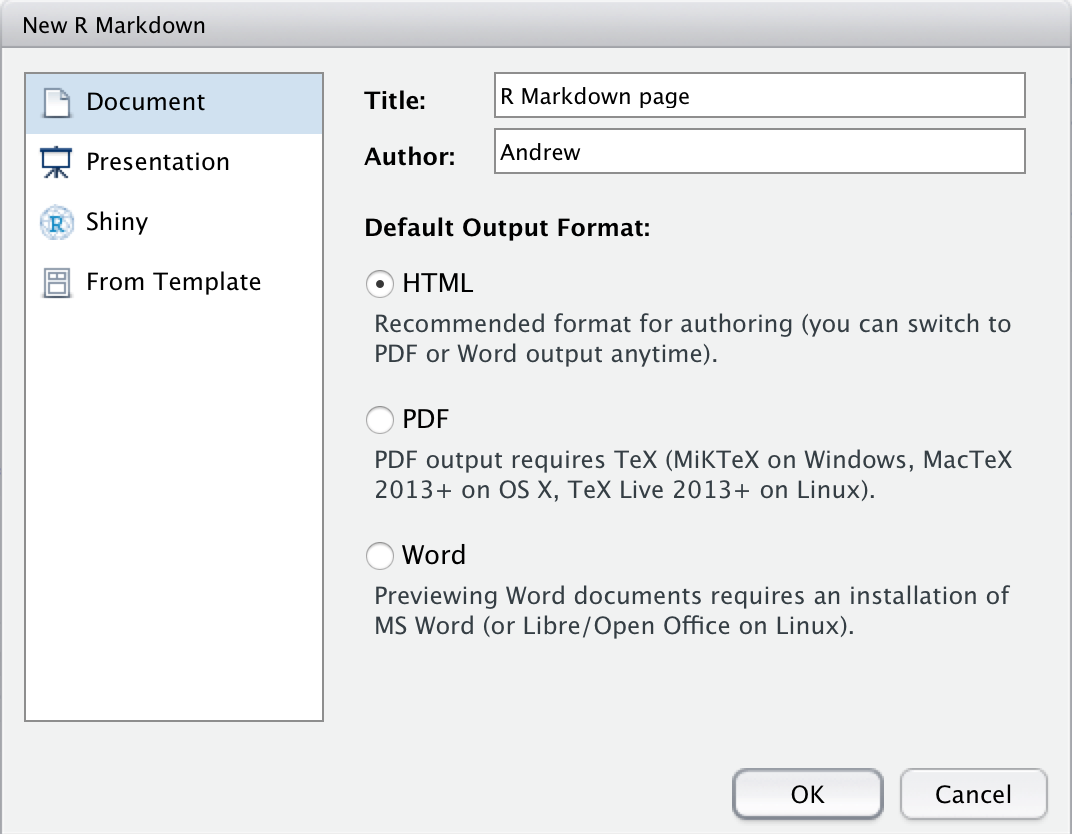 New R Markdown
Document
Presentation
R Shiny
From Template
Title: R Markdown page
Author: Andrew
Default Output Format:
HTML
Recommended format for authoring (you can switch to
PDF or Word output anytime).
PDF
PDF output requires TeX (MiKTeX on Windows, MacTeX
2013+ on OS X, TeX Live 2013+ on Linux).
Word
Previewing Word documents requires an installation of
MS Word (or Libre/Open Office on Linux).
OK Cancel